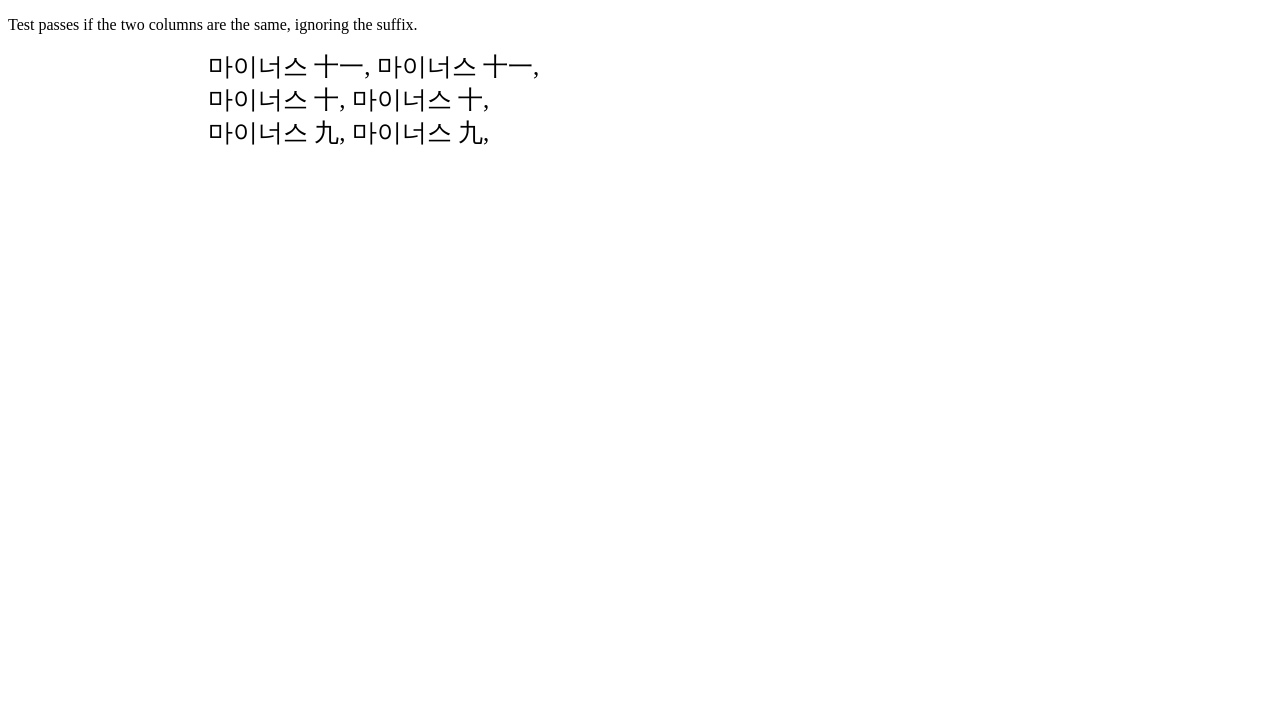 Test passes if the two columns are the same, ignoring the suffix.
마이너스 十一, 마이너스 十一,
마이너스 十, 마이너스 十,
마이너스 九, 마이너스 九,